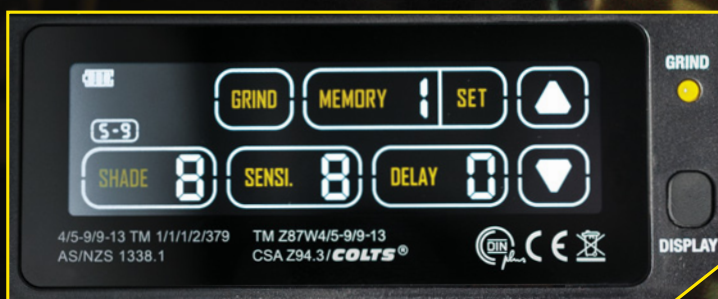 GRIND MEMORY 1 SET
GRIND
5-9
SHADE 8 SENSI. 8 DELAY 0
4/5-9/9-13 TM 1/1/1/2/379
AS/NZS 1338.1
TM Z87W4/5-9/9-13
CSA Z94.3/COLTS®
DIN plus
CE
DISPLAY